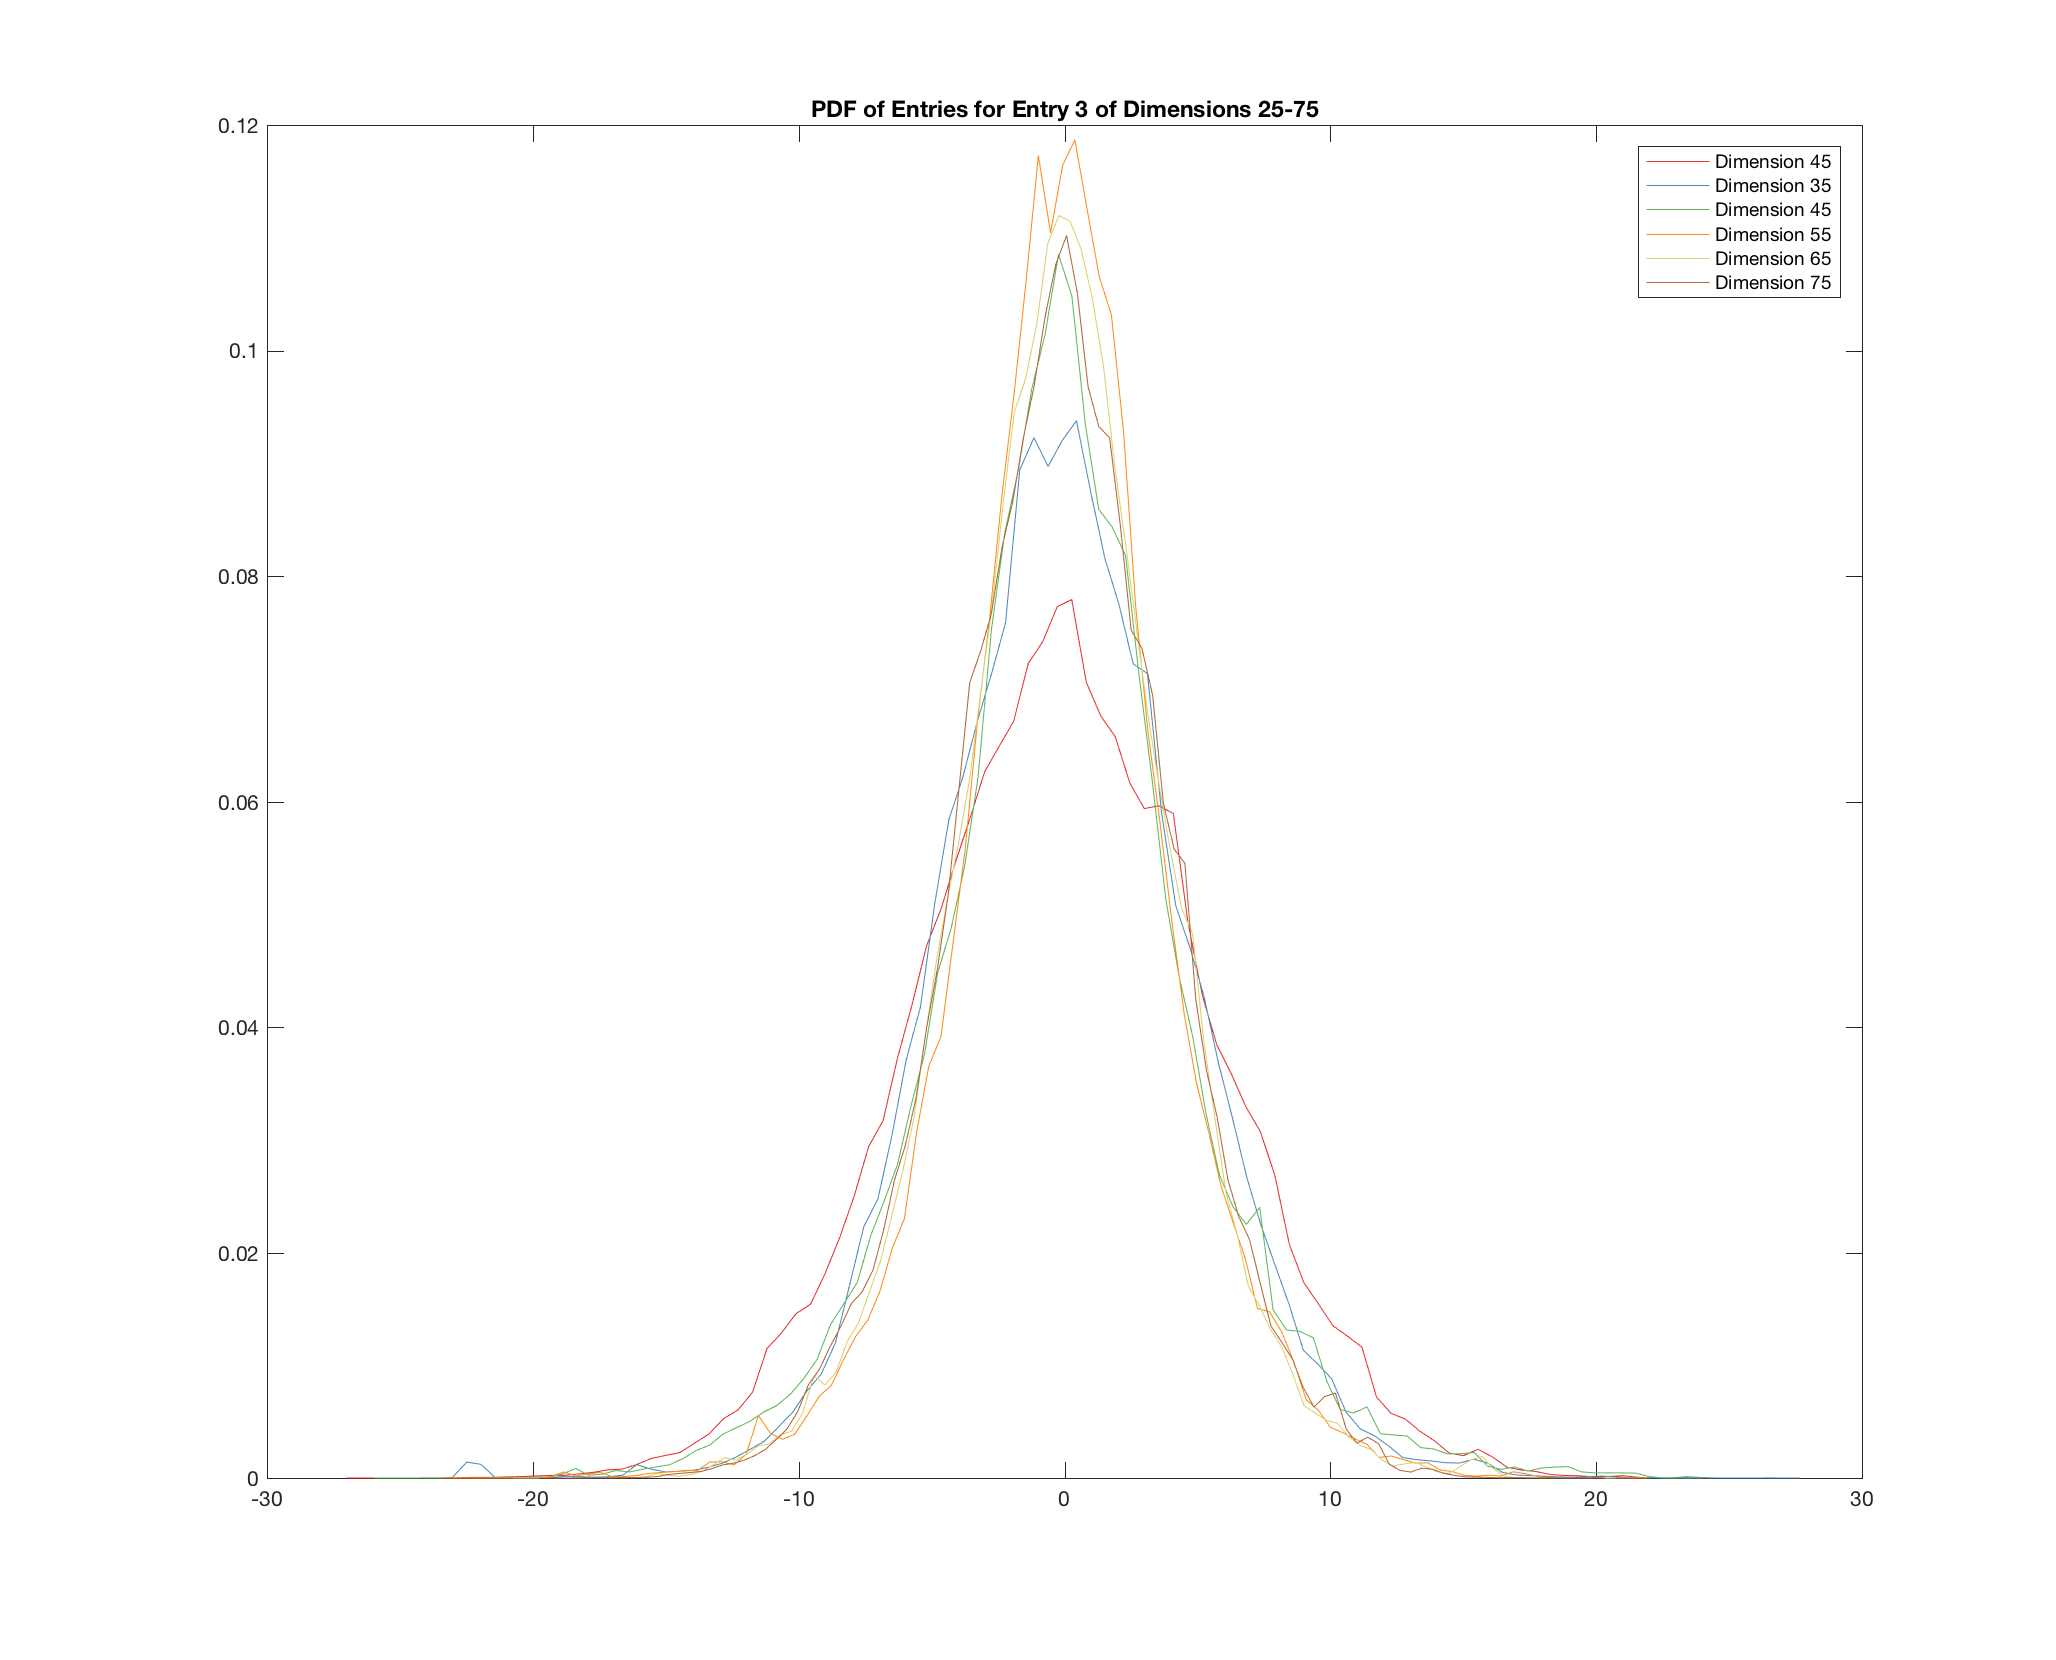 PDF of Entries for Entry 3 of Dimensions 25-75
0.12
0.1
0.08
0.06
0.04
0.02
0
-30
-20
-10
0
10
20
30
Dimension 45
Dimension 35
Dimension 45
Dimension 55
Dimension 65
Dimension 75